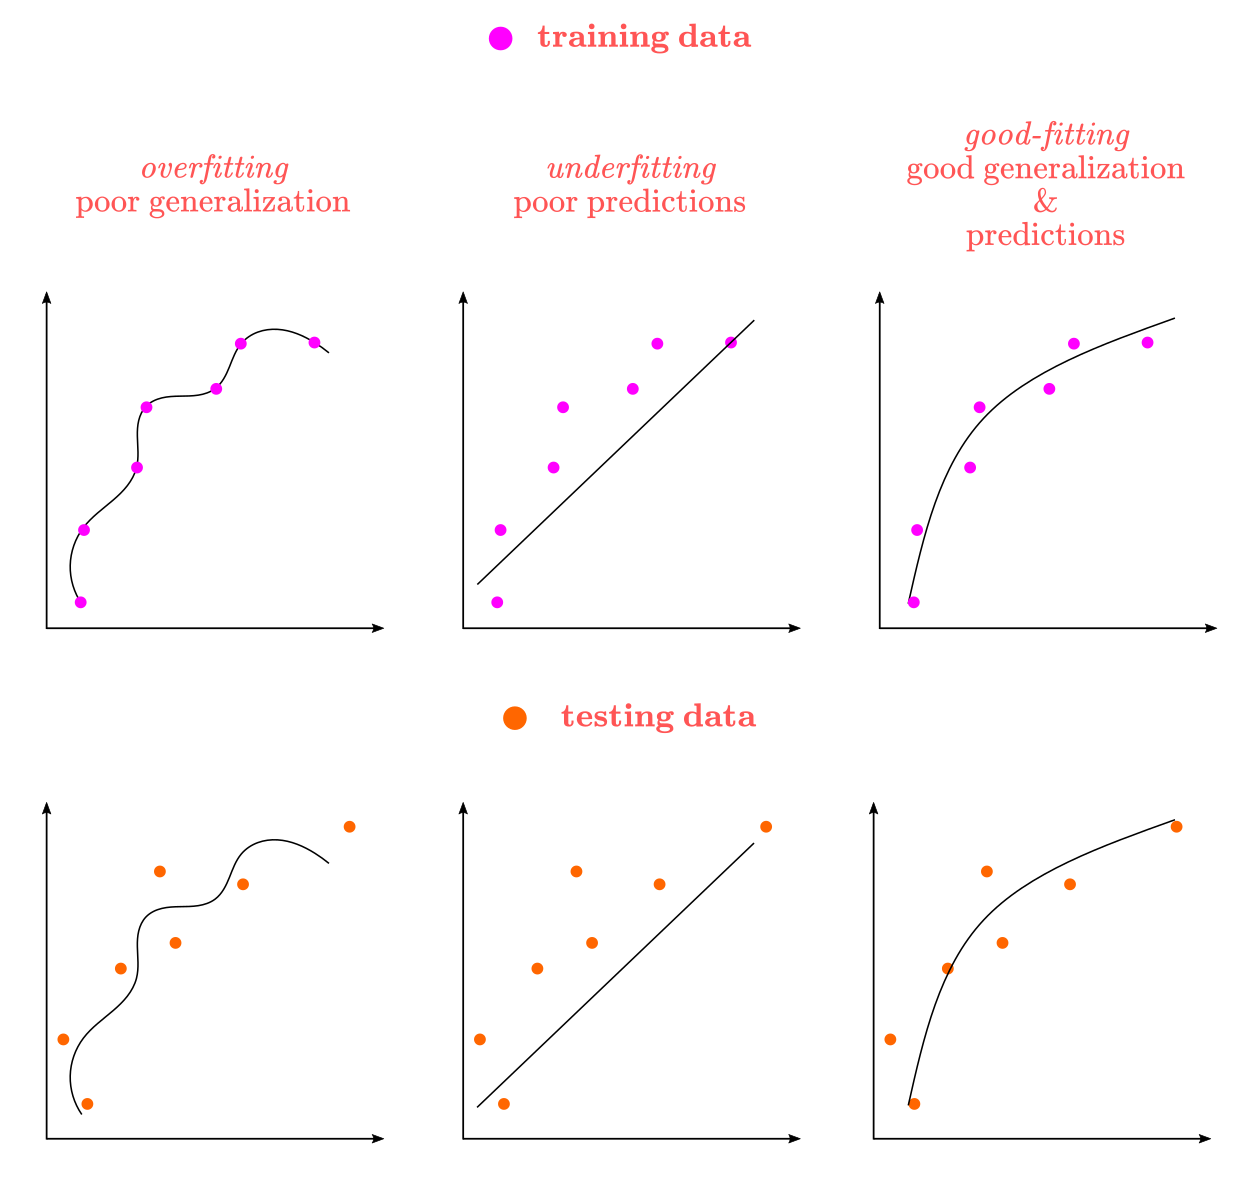 training data
overfitting
poor generalization
underfitting
poor predictions
good-fitting
good generalization
&
predictions
testing data